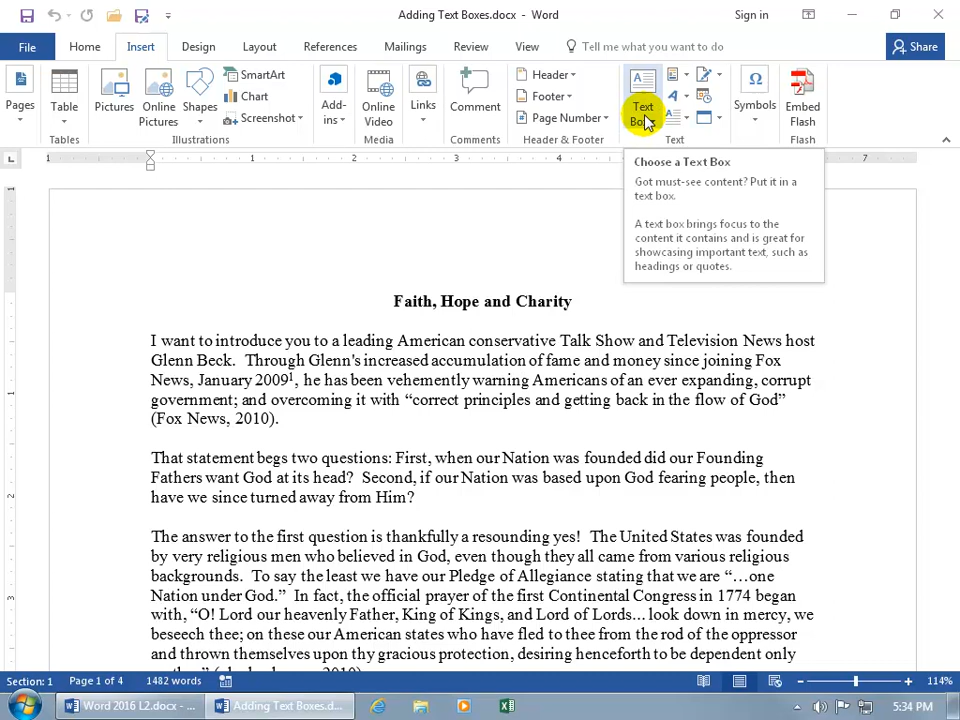 Adding Text Boxes.docx - Word
Sign in
File
Home
Insert
Design
Layout
References
Mailings
Review
View
Tell me what you want to do
Share
Pages
Table
Pictures
Online Pictures
Shapes
SmartArt
Chart
Screenshot
Add-ins
Online Video
Links
Comment
Header
Footer
Page Number
Text Box
Symbols
Embed Flash
Tables
Illustrations
Media
Comments
Header & Footer
Text
Flash
1 1 2 3 4 5 7
Choose a Text Box
Got must-see content? Put it in a
text box.
A text box brings focus to the
content it contains and is great for
showcasing important text, such as
headings or quotes.
Faith, Hope and Charity
I want to introduce you to a leading American conservative Talk Show and Television News host
Glenn Beck.  Through Glenn's increased accumulation of fame and money since joining Fox
News, January 2009¹, he has been vehemently warning Americans of an ever expanding, corrupt
government; and overcoming it with “correct principles and getting back in the flow of God”
(Fox News, 2010).
That statement begs two questions: First, when our Nation was founded did our Founding
Fathers want God at its head?  Second, if our Nation was based upon God fearing people, then
have we since turned away from Him?
The answer to the first question is thankfully a resounding yes!  The United States was founded
by very religious men who believed in God, even though they all came from various religious
backgrounds.  To say the least we have our Pledge of Allegiance stating that we are “…one
Nation under God.”  In fact, the official prayer of the first Continental Congress in 1774 began
with, “O! Lord our heavenly Father, King of Kings, and Lord of Lords... look down in mercy, we
beseech thee; on these our American states who have fled to thee from the rod of the oppressor
and thrown themselves upon thy gracious protection, desiring henceforth to be dependent only
Section: 1
Page 1 of 4
1482 words
114%
Word 2016 L2.docx - ...
Adding Text Boxes.d...
5:34 PM